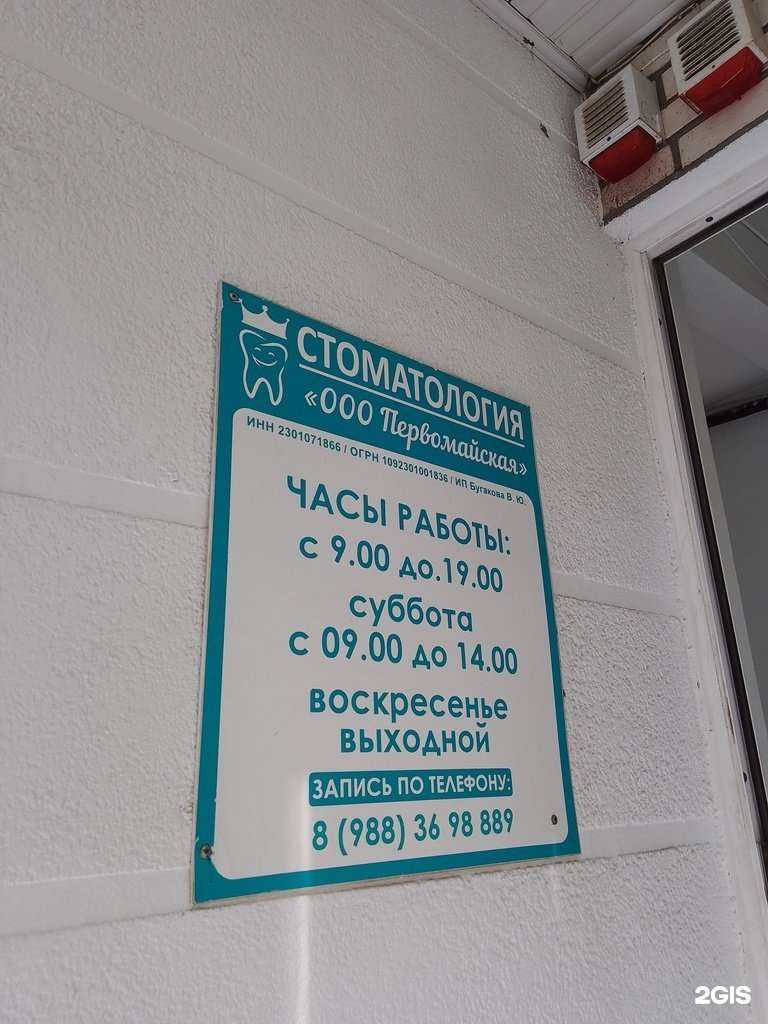 СТОМАТОЛОГИЯ
«ООО Первомайская»
ИНН 2301071866 / ОГРН 1092301001836 / ИП Бугакова В. Ю.
ЧАСЫ РАБОТЫ:
с 9.00 до.19.00
суббота
с 09.00 до 14.00
воскресенье
выходной
ЗАПИСЬ ПО ТЕЛЕФОНУ:
8 (988) 36 98 889
2GIS